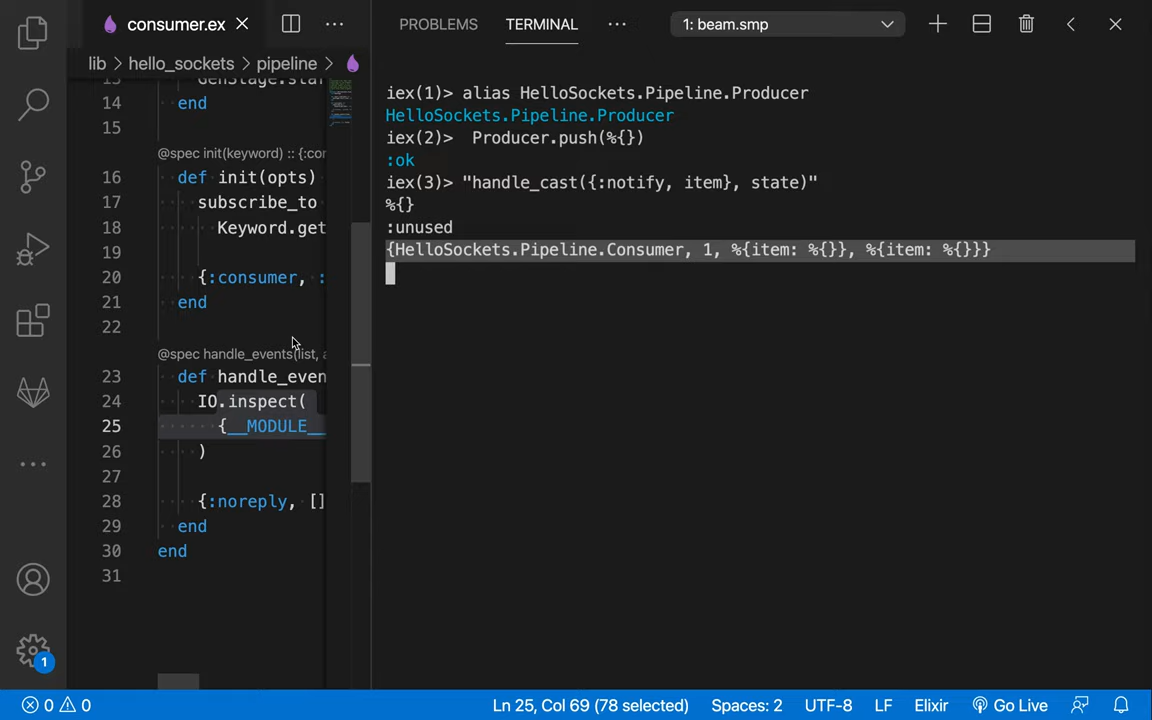 consumer.ex
lib > hello_sockets > pipeline >
14 end
15
@spec init(keyword) :: {:con
16 def init(opts)
17 subscribe_to
18 Keyword.get
19
20 {:consumer, :
21 end
22
@spec handle_events(list, a
23 def handle_even
24 IO.inspect(
25 {__MODULE__
26 )
27
28 {:noreply, []
29 end
30 end
31
PROBLEMS TERMINAL ··· 1: beam.smp
iex(1)> alias HelloSockets.Pipeline.Producer
HelloSockets.Pipeline.Producer
iex(2)>  Producer.push(%{})
:ok
iex(3)> "handle_cast({:notify, item}, state)"
%{}
:unused
{HelloSockets.Pipeline.Consumer, 1, %{item: %{}}, %{item: %{}}}
1
0 0 Ln 25, Col 69 (78 selected) Spaces: 2 UTF-8 LF Elixir Go Live